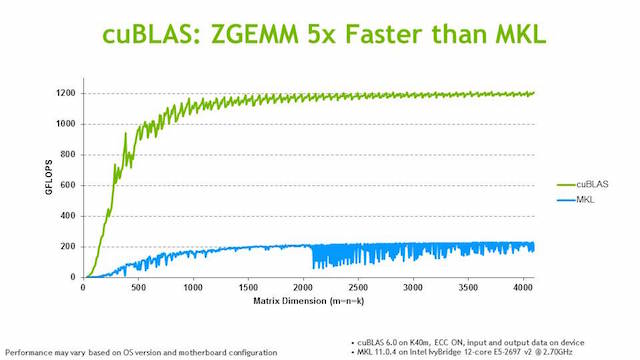 cuBLAS: ZGEMM 5x Faster than MKL
1200
1000
800
600
400
200
0
GFLOPS
0 500 1000 1500 2000 2500 3000 3500 4000
Matrix Dimension (m=n=k)
cuBLAS
MKL
Performance may vary based on OS version and motherboard configuration
• cuBLAS 6.0 on K40m, ECC ON, input and output data on device
• MKL 11.0.4 on Intel IvyBridge 12-core E5-2697 v2 @ 2.70GHz